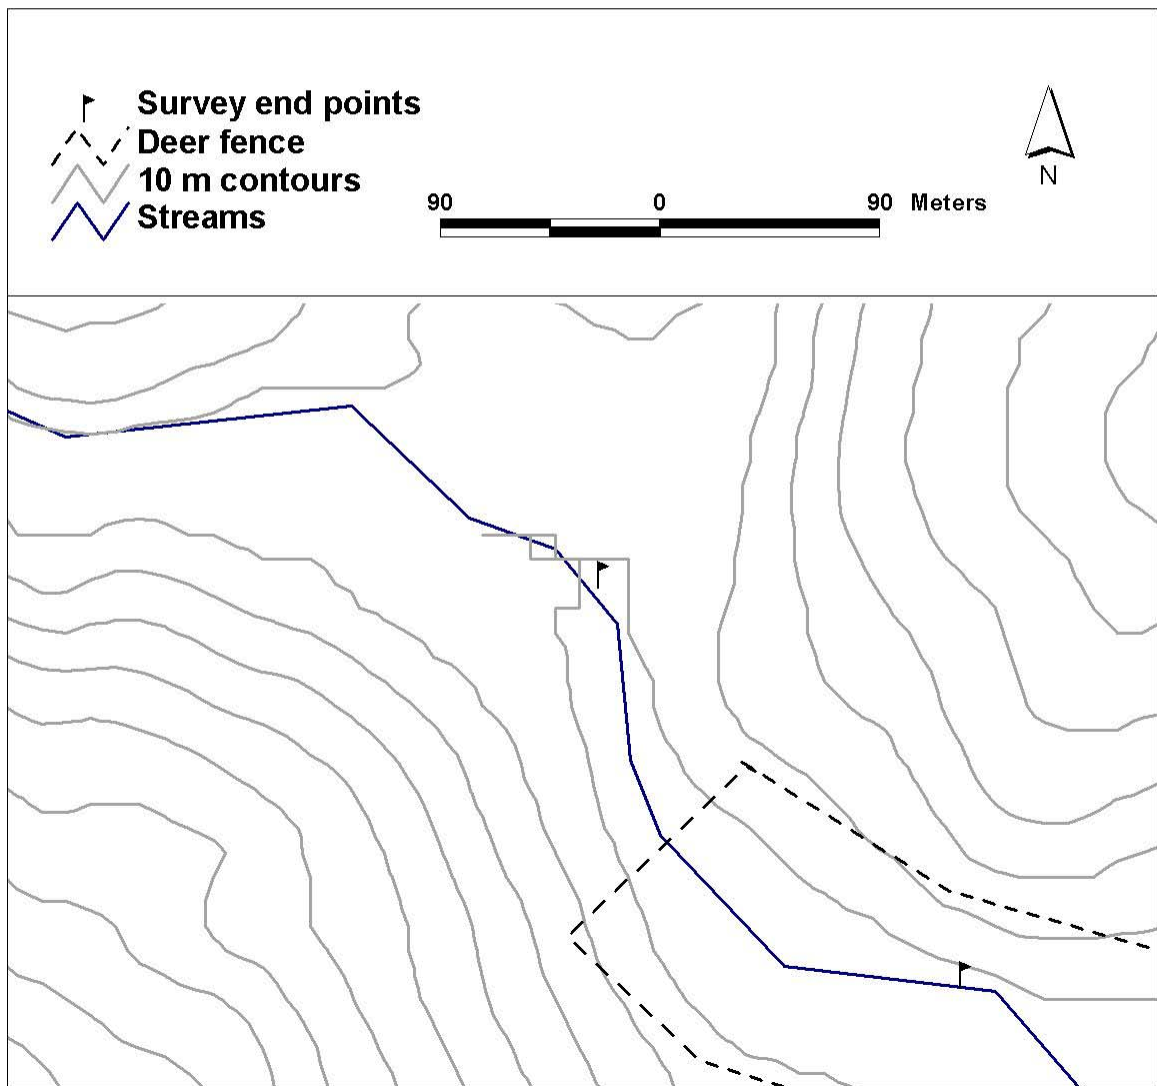 Survey end points
Deer fence
10 m contours
Streams
90 0 90 Meters
N